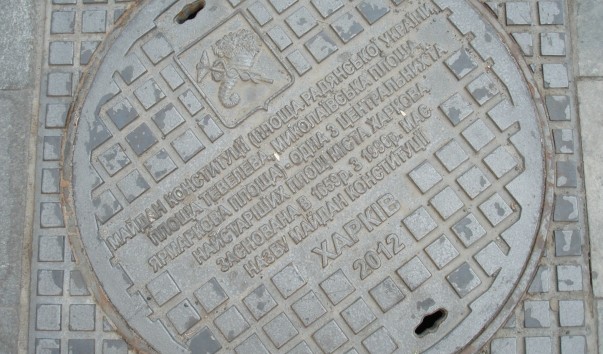 МАЙДАН КОНСТИТУЦІЇ (ПЛОЩА РАДЯНСЬКОЇ УКРАЇНИ,
ПЛОЩА ТЕВЕЛЕВА, МИКОЛАЇВСЬКА ПЛОЩА,
ЯРМАРКОВА ПЛОЩА) - ОДНА З ЦЕНТРАЛЬНИХ ТА
НАЙСТАРІШИХ ПЛОЩ МІСТА ХАРКОВА,
ЗАСНОВАНА В 1659р. З 1996р. МАЄ
НАЗВУ МАЙДАН КОНСТИТУЦІЇ
ХАРКІВ
2012